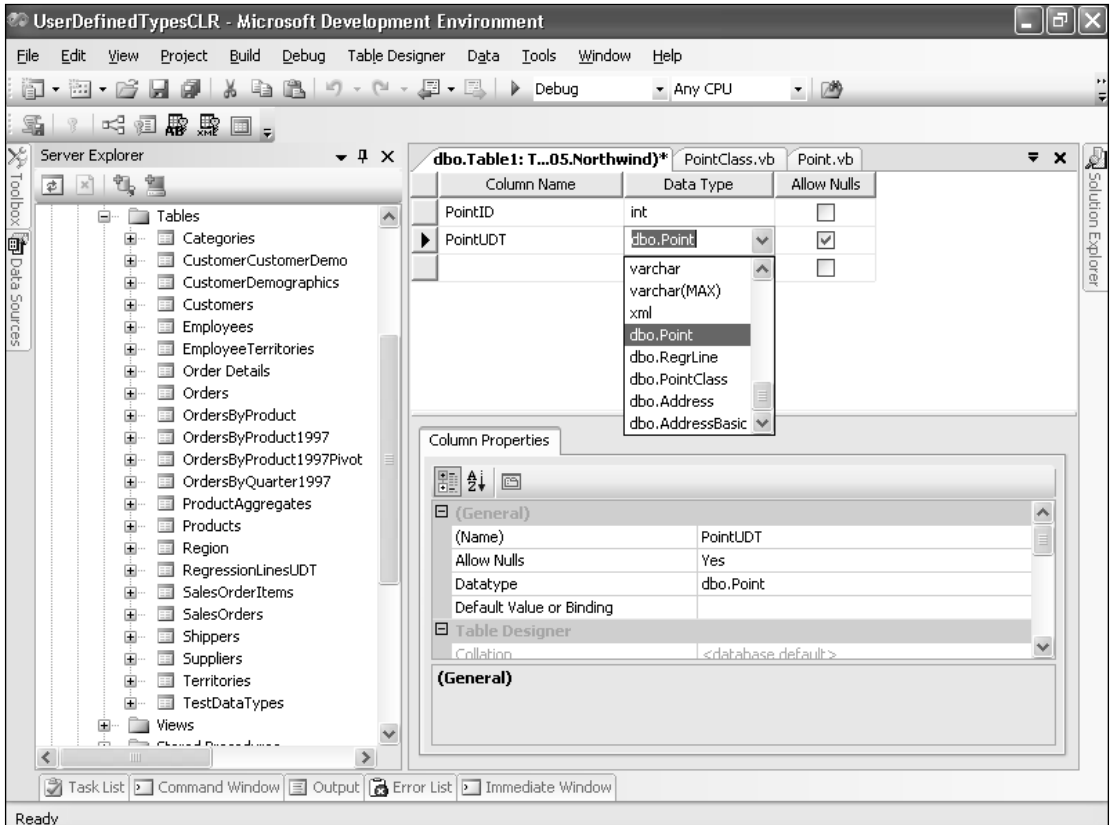 UserDefinedTypesCLR - Microsoft Development Environment
File Edit View Project Build Debug Table Designer Data Tools Window Help
Debug Any CPU
Server Explorer
Toolbox
Data Sources
Tables
Categories
CustomerCustomerDemo
CustomerDemographics
Customers
Employees
EmployeeTerritories
Order Details
Orders
OrdersByProduct
OrdersByProduct1997
OrdersByProduct1997Pivot
OrdersByQuarter1997
ProductAggregates
Products
Region
RegressionLinesUDT
SalesOrderItems
SalesOrders
Shippers
Suppliers
Territories
TestDataTypes
Views
dbo.Table1: T...05.Northwind)* PointClass.vb Point.vb
Column Name Data Type Allow Nulls
PointID int
PointUDT dbo.Point
varchar
varchar(MAX)
xml
dbo.Point
dbo.RegrLine
dbo.PointClass
dbo.Address
dbo.AddressBasic
Column Properties
(General)
(Name) PointUDT
Allow Nulls Yes
Datatype dbo.Point
Default Value or Binding
Table Designer
Collation <database default>
(General)
Solution Explorer
Task List Command Window Output Error List Immediate Window
Ready